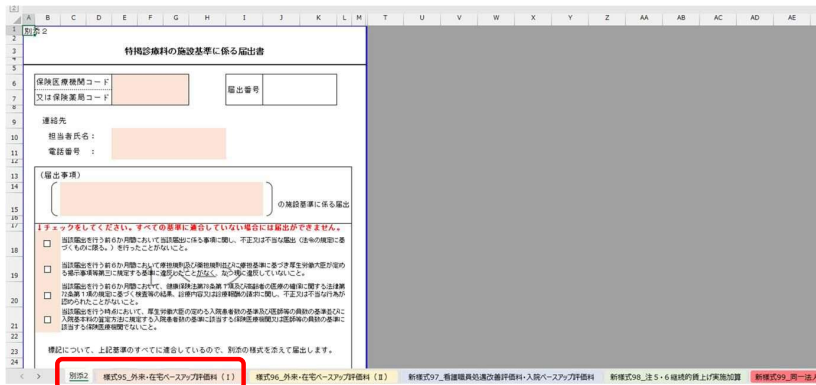 2
A B C D E F G H I J K L M T U V W X Y Z AA AB AC AD AE
1 別添2
2
3 特掲診療料の施設基準に係る届出書
4
5
6 保険医療機関コード
届出番号
7 又は保険薬局コード
8
9 連絡先
10 担当者氏名:
11 電話番号 :
12
13 (届出事項)
14
15 の施設基準に係る届出
16
17 ↓チェックをしてください。すべての基準に適合していない場合には届出ができません。
当該届出を行う前6か月間において当該届出に係る事項に関し、不正又は不当な届出(法令の規定に基
18 づくものに限る。)を行ったことがないこと。
当該届出を行う前6か月間において療担規則及び薬担規則並びに療担基準に基づき厚生労働大臣が定め
19 る掲示事項等第三に規定する基準に違反したことがなく、なつ現に違反していないこと。
当該届出を行う前6か月間において、健康保険法第78条第1項及び高齢者の医療の確保に関する法律第
20 72条第1項の規定に基づく検査等の結果、診療内容又は診療報酬の請求に関し、不正又は不当な行為が
認められたことがないこと。
当該届出を行う時点において、厚生労働大臣の定める入院患者数の基準及び医師等の員数の基準並びに
21 入院基本料の算定方法に規定する入院患者数の基準に該当する保険医療機関又は医師等の員数の基準に
該当する保険医療機関でないこと。
22
23 標記について、上記基準のすべてに適合しているので、別添の様式を添えて届出します。
24
別添2 様式95_外来・在宅ベースアップ評価料(Ⅰ) 様式96_外来・在宅ベースアップ評価料(Ⅱ) 新様式97_看護職員処遇改善評価料・入院ベースアップ評価料 新様式98_注5・6継続的賃上げ実施加算 新様式99_同一法人